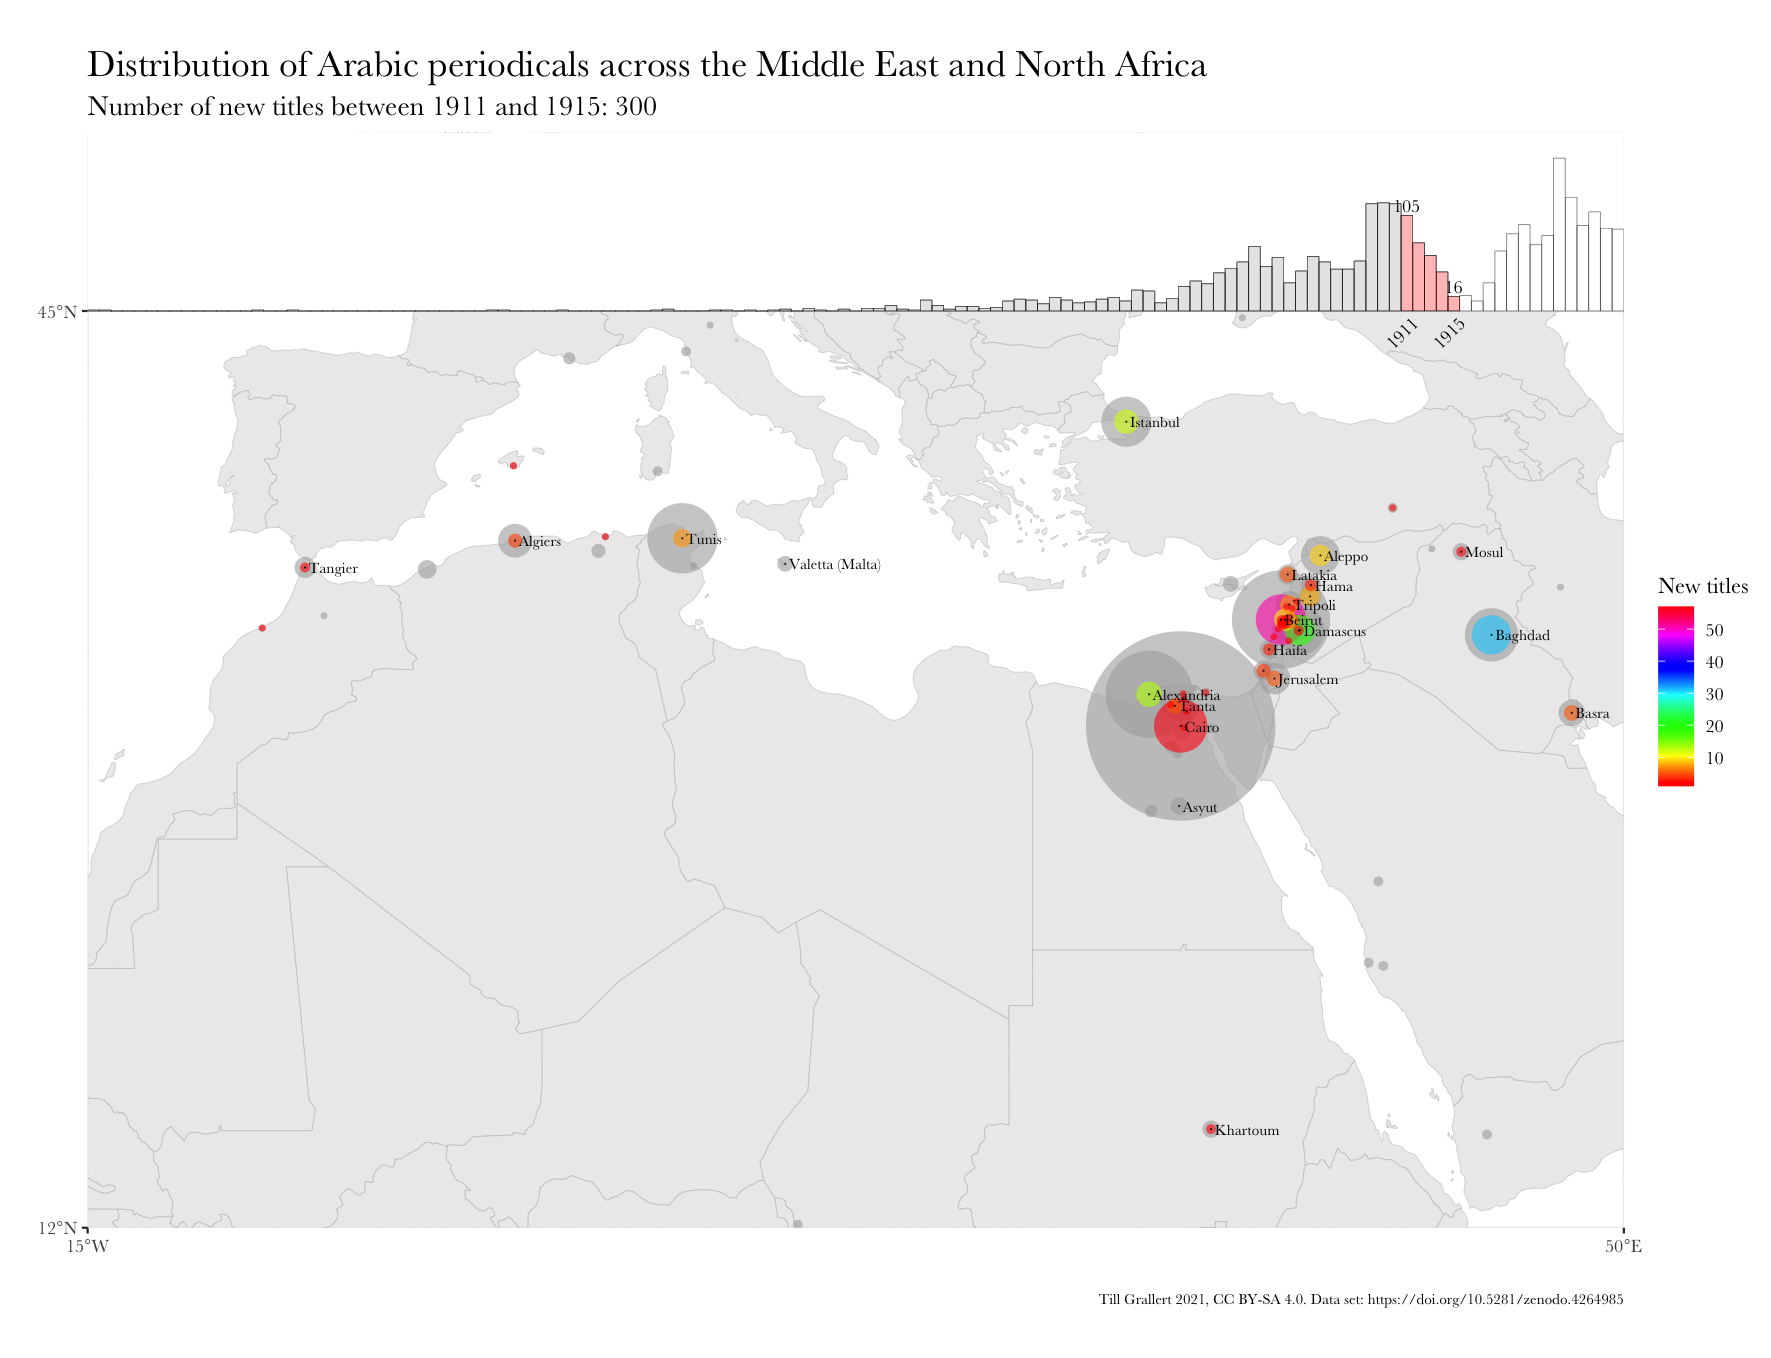 Distribution of Arabic periodicals across the Middle East and North Africa
Number of new titles between 1911 and 1915: 300
105
16
45°N
1911
1915
Istanbul
Algiers
Tunis
Tangier
Valetta (Malta)
Aleppo
Mosul
Latakia
Hama
Tripoli
Beirut
Damascus
Baghdad
Haifa
Jerusalem
Alexandria
Tanta
Cairo
Basra
Asyut
Khartoum
New titles
50
40
30
20
10
12°N
15°W
50°E
Till Grallert 2021, CC BY-SA 4.0. Data set: https://doi.org/10.5281/zenodo.4264985